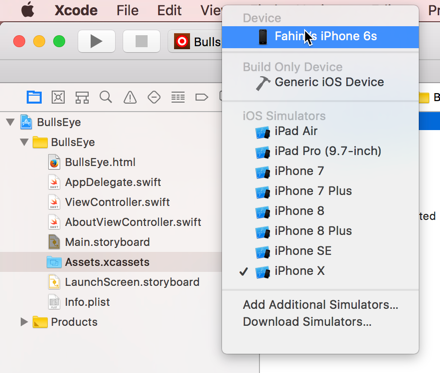 Xcode File Edit
Bulls
Device
iPhone 6s
Build Only Device
Generic iOS Device
iOS Simulators
iPad Air
iPad Pro (9.7-inch)
iPhone 7
iPhone 7 Plus
iPhone 8
iPhone 8 Plus
iPhone SE
iPhone X
Add Additional Simulators...
Download Simulators...
BullsEye
BullsEye
BullsEye.html
AppDelegate.swift
ViewController.swift
AboutViewController.swift
Main.storyboard
Assets.xcassets
LaunchScreen.storyboard
Info.plist
Products
B
ted